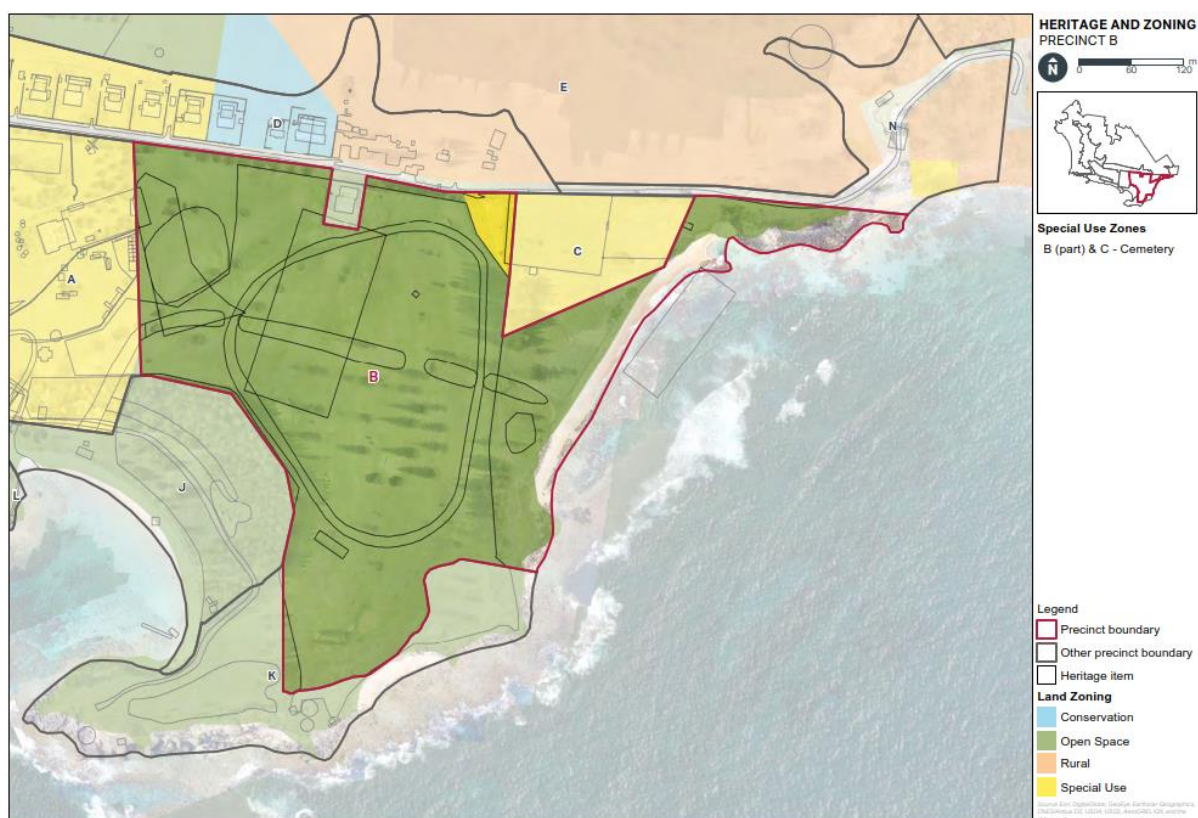 HERITAGE AND ZONING
PRECINCT B
N
0 60 120 m
Special Use Zones
B (part) & C - Cemetery
E
D
N
A
C
B
J
L
K
Legend
Precinct boundary
Other precinct boundary
Heritage item
Land Zoning
Conservation
Open Space
Rural
Special Use